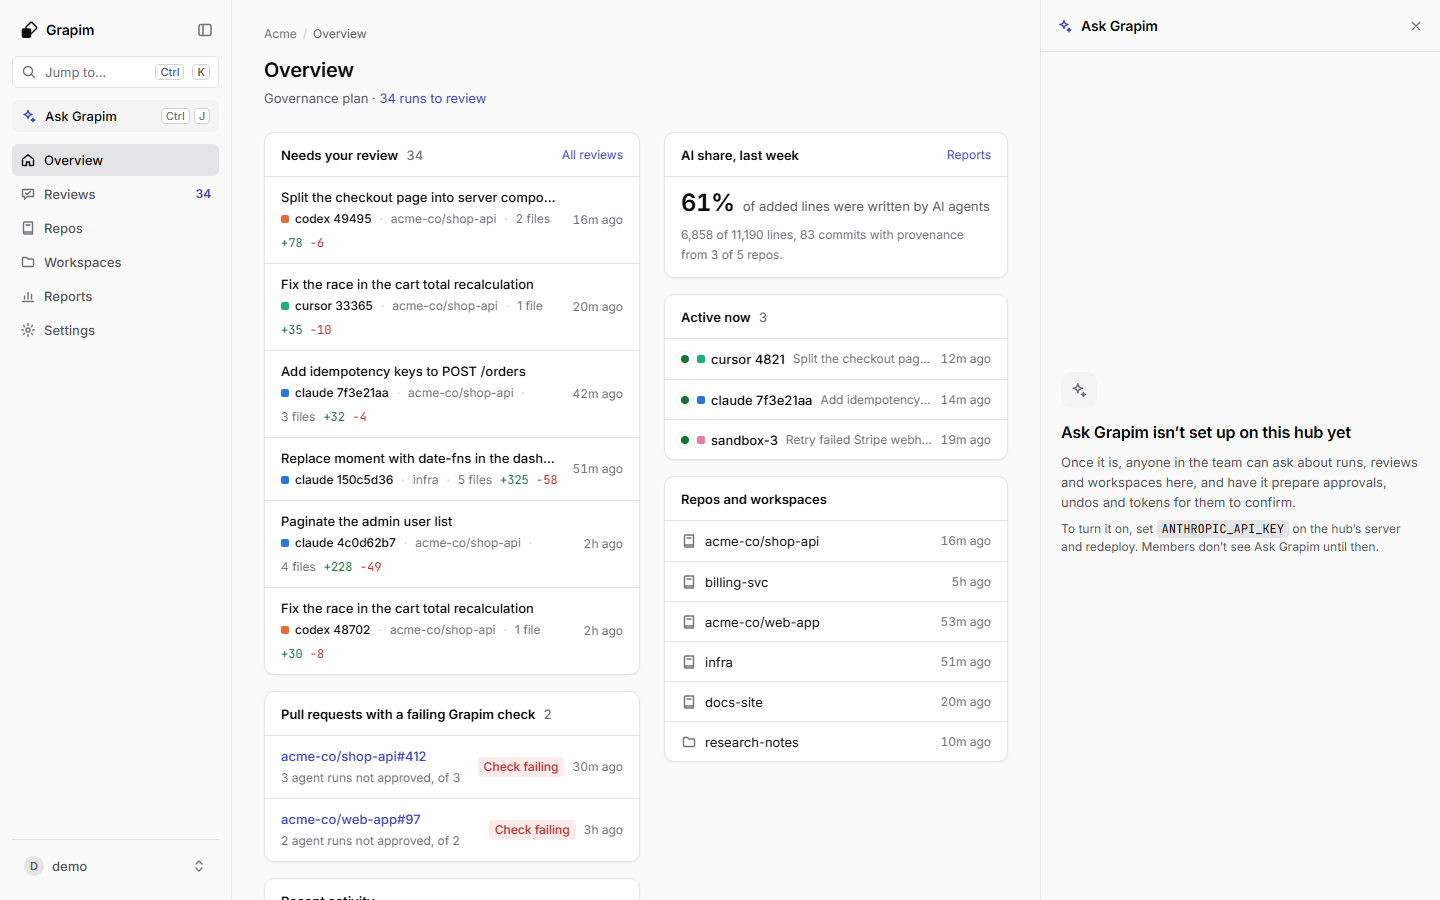 Grapim
Jump to... Ctrl K
Ask Grapim Ctrl J
Overview
Reviews 34
Repos
Workspaces
Reports
Settings
D demo
Acme / Overview
Overview
Governance plan · 34 runs to review
Needs your review 34 All reviews
Split the checkout page into server compo...
codex 49495 · acme-co/shop-api · 2 files 16m ago
+78 -6
Fix the race in the cart total recalculation
cursor 33365 · acme-co/shop-api · 1 file 20m ago
+35 -10
Add idempotency keys to POST /orders
claude 7f3e21aa · acme-co/shop-api · 42m ago
3 files +32 -4
Replace moment with date-fns in the dash...
claude 150c5d36 · infra · 5 files +325 -58 51m ago
Paginate the admin user list
claude 4c0d62b7 · acme-co/shop-api · 2h ago
4 files +228 -49
Fix the race in the cart total recalculation
codex 48702 · acme-co/shop-api · 1 file 2h ago
+30 -8
Pull requests with a failing Grapim check 2
acme-co/shop-api#412
3 agent runs not approved, of 3 Check failing 30m ago
acme-co/web-app#97
2 agent runs not approved, of 2 Check failing 3h ago
Recent activity
AI share, last week Reports
61% of added lines were written by AI agents
6,858 of 11,190 lines, 83 commits with provenance
from 3 of 5 repos.
Active now 3
cursor 4821 Split the checkout pag... 12m ago
claude 7f3e21aa Add idempotency... 14m ago
sandbox-3 Retry failed Stripe webh... 19m ago
Repos and workspaces
acme-co/shop-api 16m ago
billing-svc 5h ago
acme-co/web-app 53m ago
infra 51m ago
docs-site 20m ago
research-notes 10m ago
Ask Grapim
Ask Grapim isn't set up on this hub yet
Once it is, anyone in the team can ask about runs, reviews
and workspaces here, and have it prepare approvals,
undos and tokens for them to confirm.
To turn it on, set ANTHROPIC_API_KEY on the hub's server
and redeploy. Members don't see Ask Grapim until then.